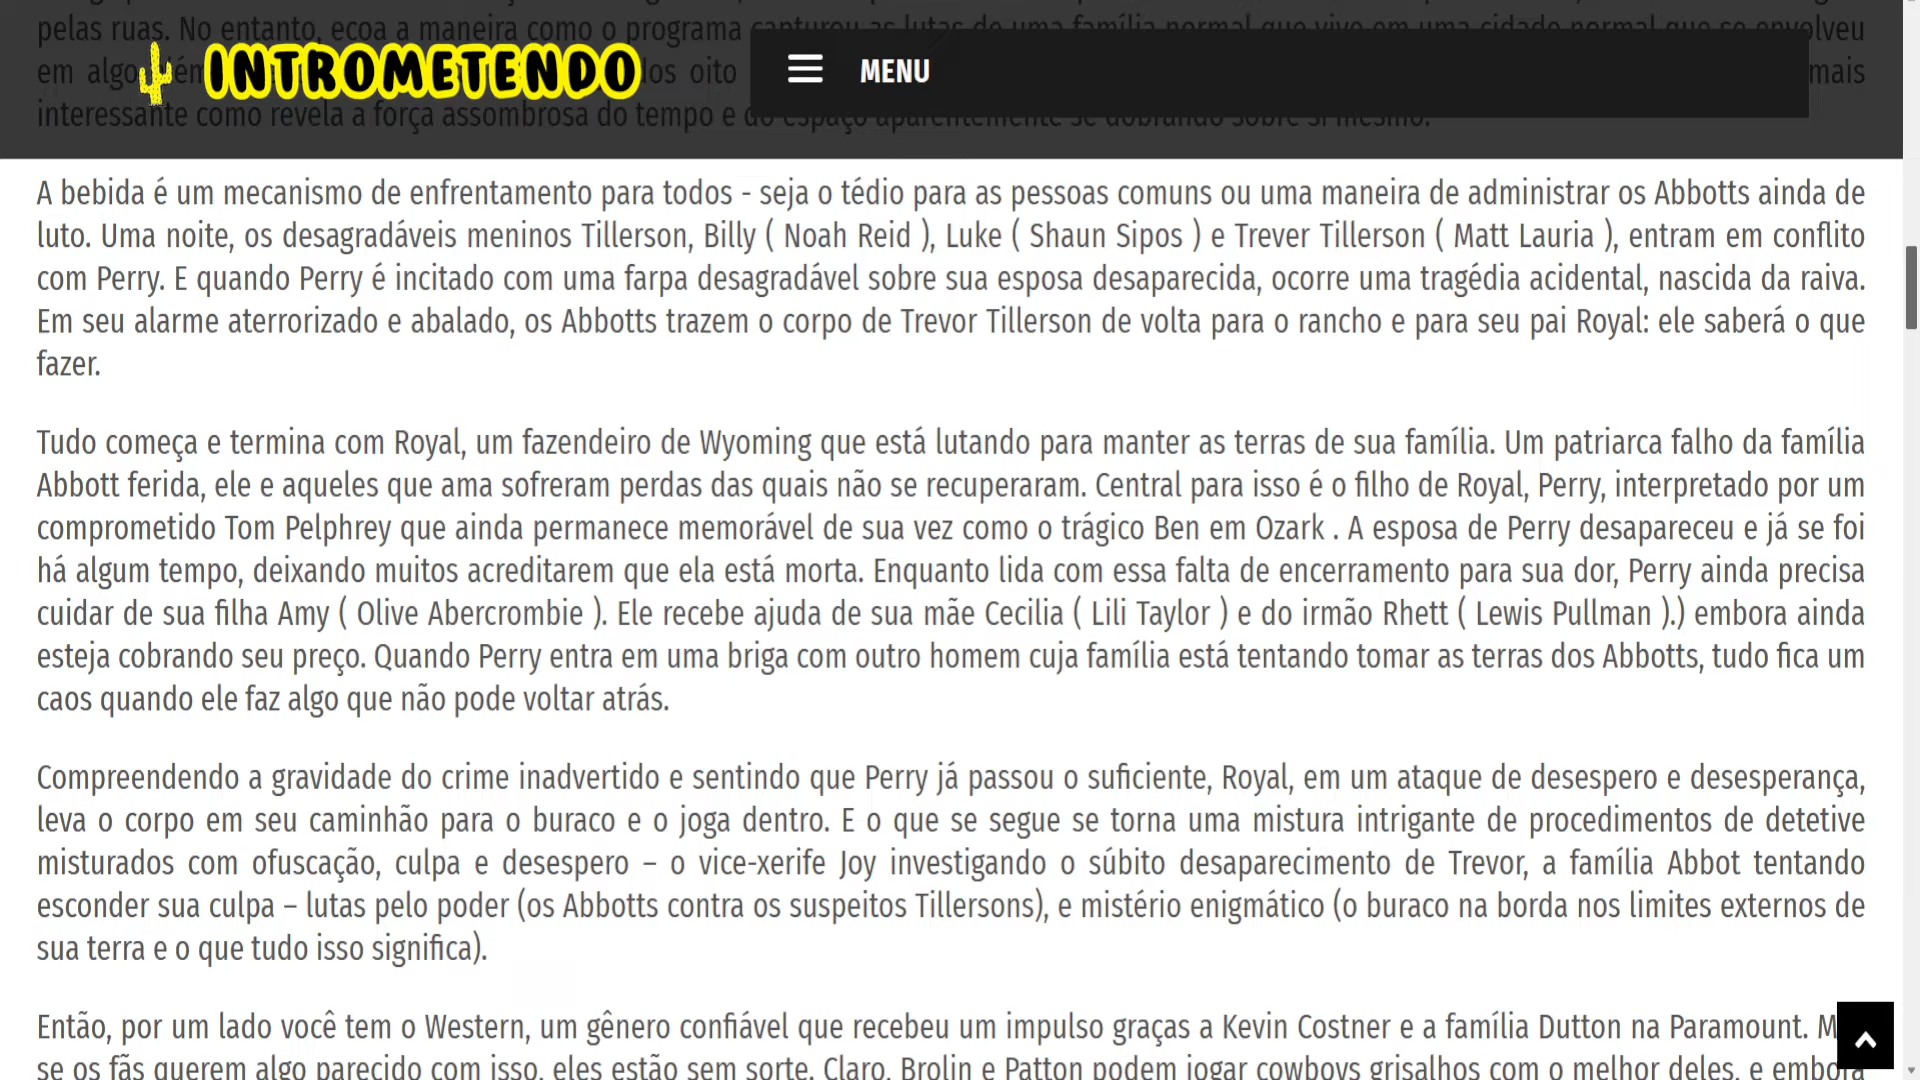 pelas ruas. No entanto, ecoa a maneira como o programa capturou as lutas de uma família normal que vive em uma cidade normal que se envolveu
em algo
oito
mais
INTROMETENDO
MENU
interessante como revela a força assombrosa do tempo e do espaço aparentemente se dobrando sobre si mesmo.
A bebida é um mecanismo de enfrentamento para todos - seja o tédio para as pessoas comuns ou uma maneira de administrar os Abbotts ainda de
luto. Uma noite, os desagradáveis meninos Tillerson, Billy ( Noah Reid ), Luke ( Shaun Sipos ) e Trever Tillerson ( Matt Lauria ), entram em conflito
com Perry. E quando Perry é incitado com uma farpa desagradável sobre sua esposa desaparecida, ocorre uma tragédia acidental, nascida da raiva.
Em seu alarme aterrorizado e abalado, os Abbotts trazem o corpo de Trevor Tillerson de volta para o rancho e para seu pai Royal: ele saberá o que
fazer.
Tudo começa e termina com Royal, um fazendeiro de Wyoming que está lutando para manter as terras de sua família. Um patriarca falho da família
Abbott ferida, ele e aqueles que ama sofreram perdas das quais não se recuperaram. Central para isso é o filho de Royal, Perry, interpretado por um
comprometido Tom Pelphrey que ainda permanece memorável de sua vez como o trágico Ben em Ozark . A esposa de Perry desapareceu e já se foi
há algum tempo, deixando muitos acreditarem que ela está morta. Enquanto lida com essa falta de encerramento para sua dor, Perry ainda precisa
cuidar de sua filha Amy ( Olive Abercrombie ). Ele recebe ajuda de sua mãe Cecilia ( Lili Taylor ) e do irmão Rhett ( Lewis Pullman ).) embora ainda
esteja cobrando seu preço. Quando Perry entra em uma briga com outro homem cuja família está tentando tomar as terras dos Abbotts, tudo fica um
caos quando ele faz algo que não pode voltar atrás.
Compreendendo a gravidade do crime inadvertido e sentindo que Perry já passou o suficiente, Royal, em um ataque de desespero e desesperança,
leva o corpo em seu caminhão para o buraco e o joga dentro. E o que se segue se torna uma mistura intrigante de procedimentos de detetive
misturados com ofuscação, culpa e desespero – o vice-xerife Joy investigando o súbito desaparecimento de Trevor, a família Abbot tentando
esconder sua culpa – lutas pelo poder (os Abbotts contra os suspeitos Tillersons), e mistério enigmático (o buraco na borda nos limites externos de
sua terra e o que tudo isso significa).
Então, por um lado você tem o Western, um gênero confiável que recebeu um impulso graças a Kevin Costner e a família Dutton na Paramount.
se os fãs querem algo parecido com isso, eles estão sem sorte. Claro, Brolin e Patton podem jogar cowboys grisalhos com o melhor deles, e embora